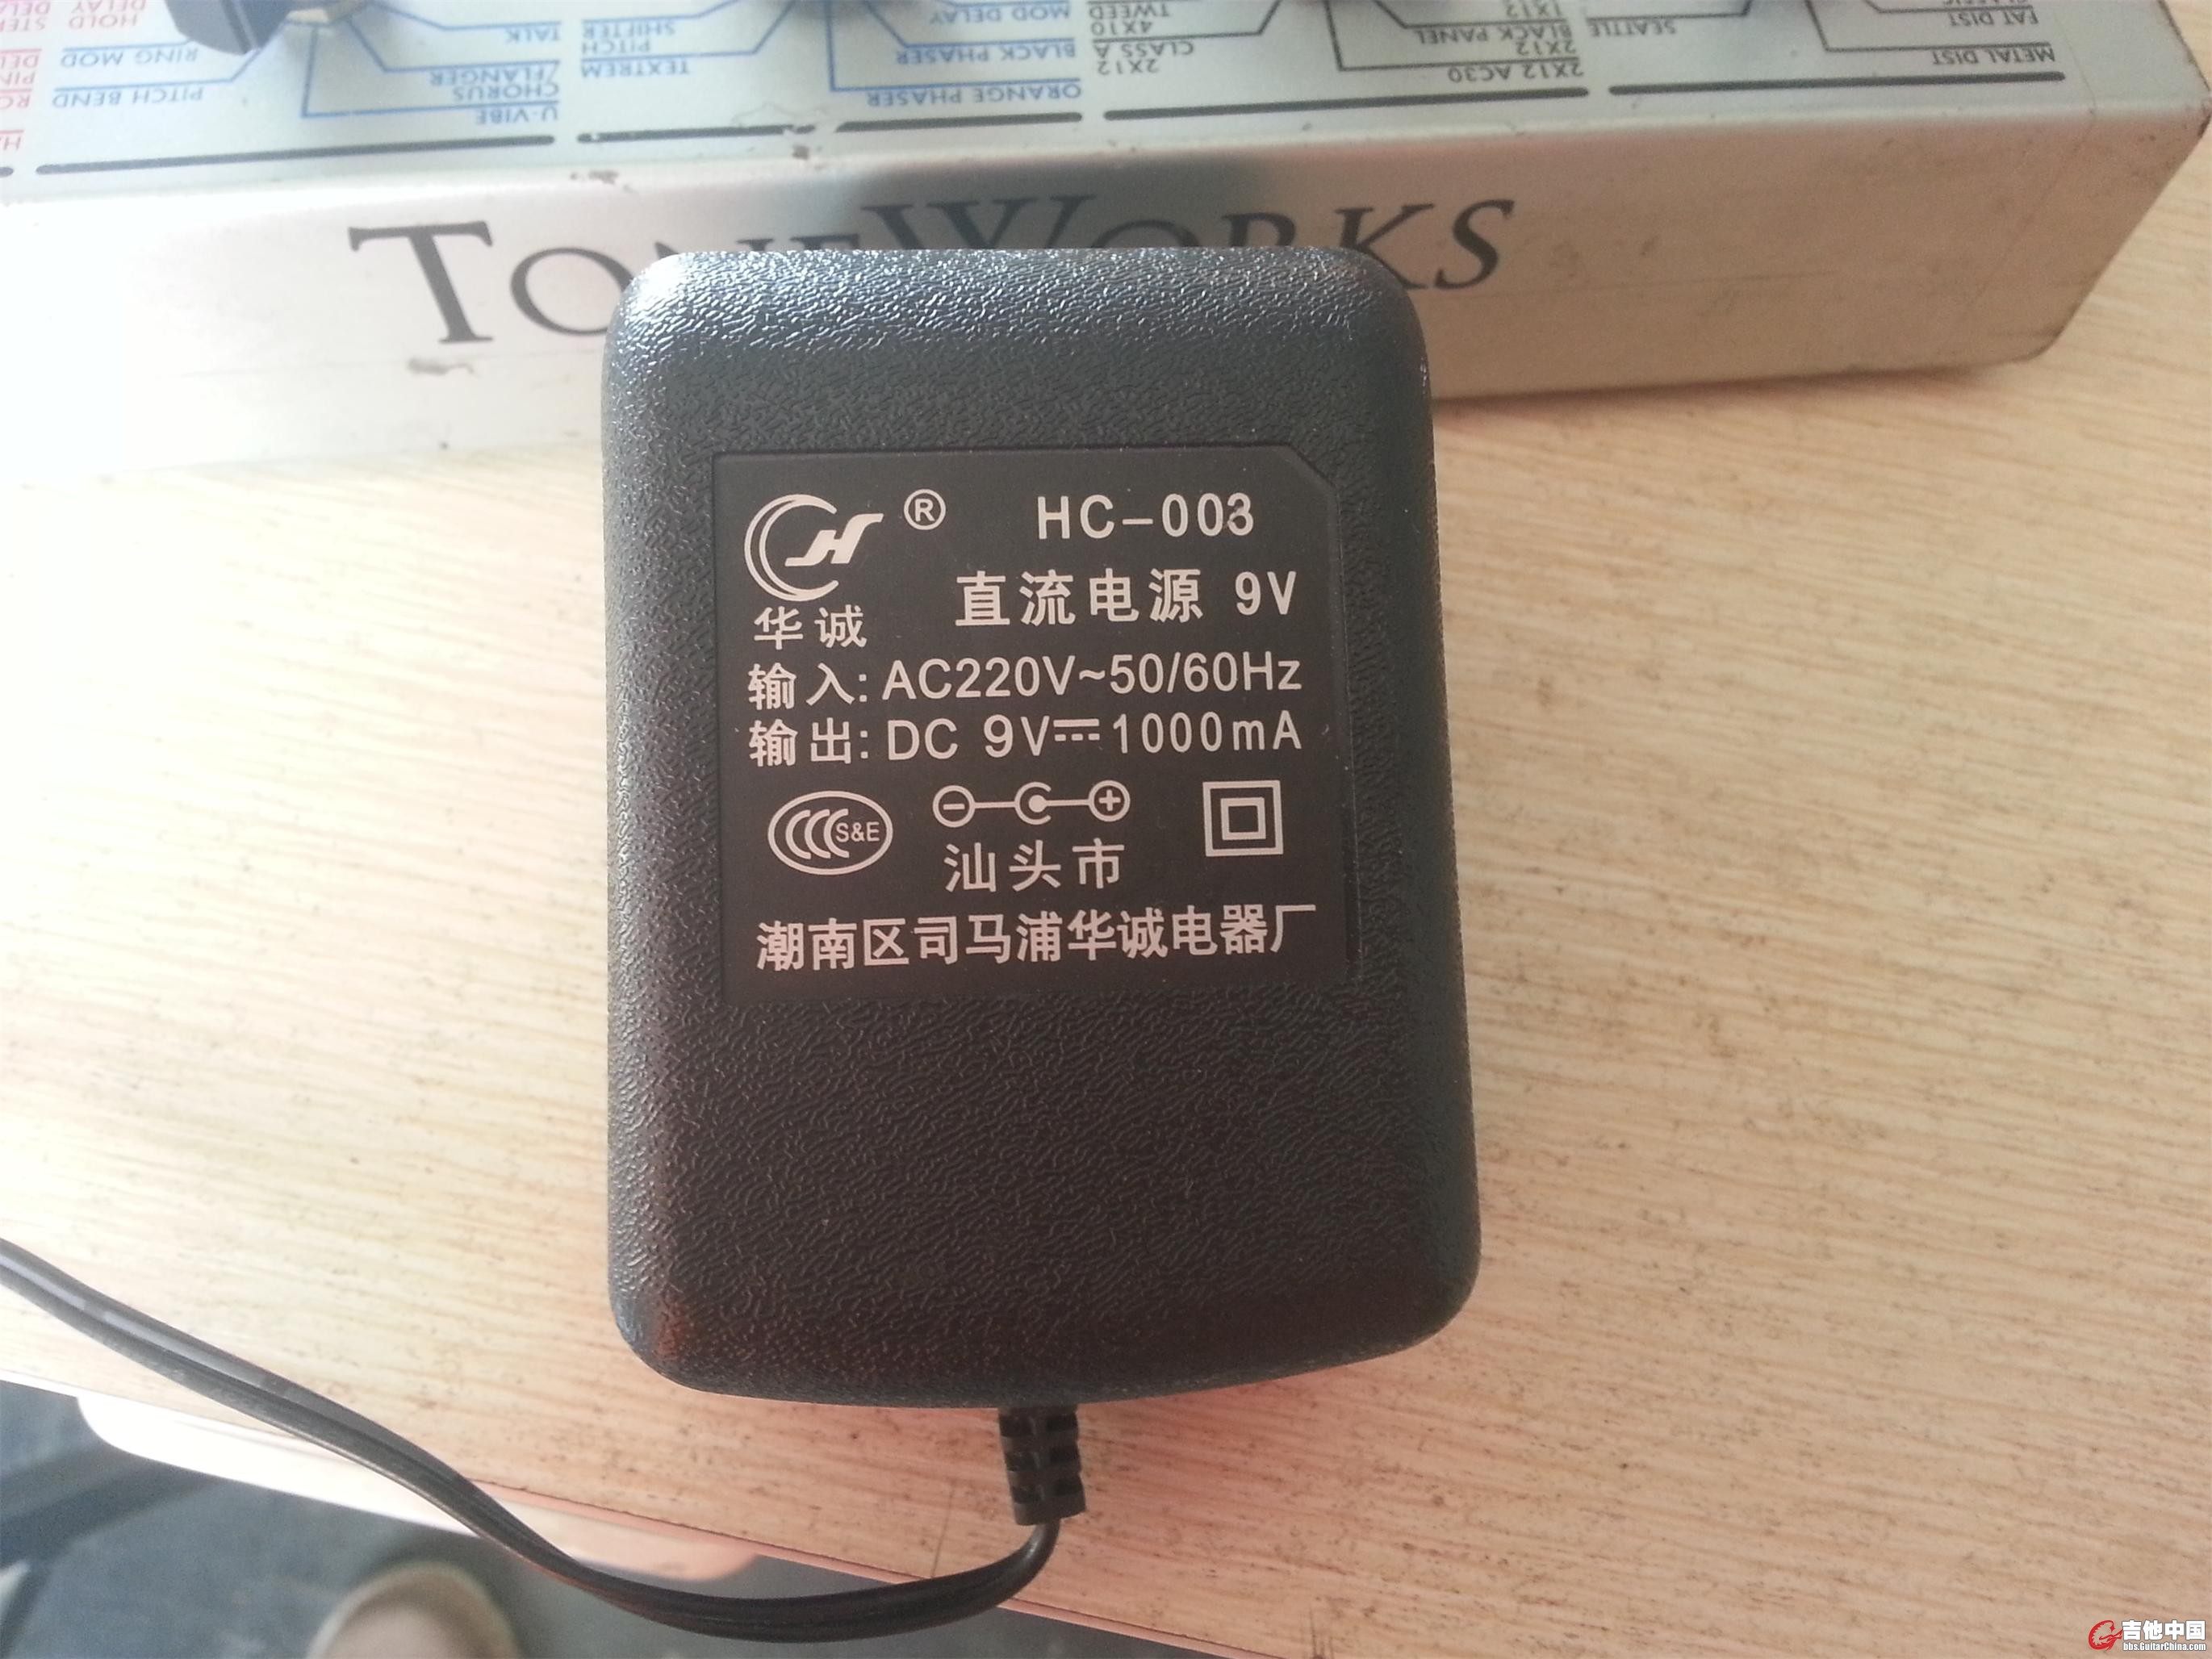 HOLD
DELAY
RING MOD
PITCH BEND
TALK
CHORUS
/FLANGER
U-VIBE
PITCH
SHIFTER
TEXTREM
MOD DELAY
BLACK PHASER
ORANGE PHASER
TWEED
4X10
CLASS A
2X12
1X12
BLACK PANEL
2X12
2X12 AC30
SEATTLE
FAT DIST
METAL DIST
TONEWORKS
H ® HC-003
华诚 直流电源 9V
输入: AC220V~50/60Hz
输出: DC 9V⎓1000mA
CCC S&E − +
汕头市
潮南区司马浦华诚电器厂
吉他中国
bbs.GuitarChina.com